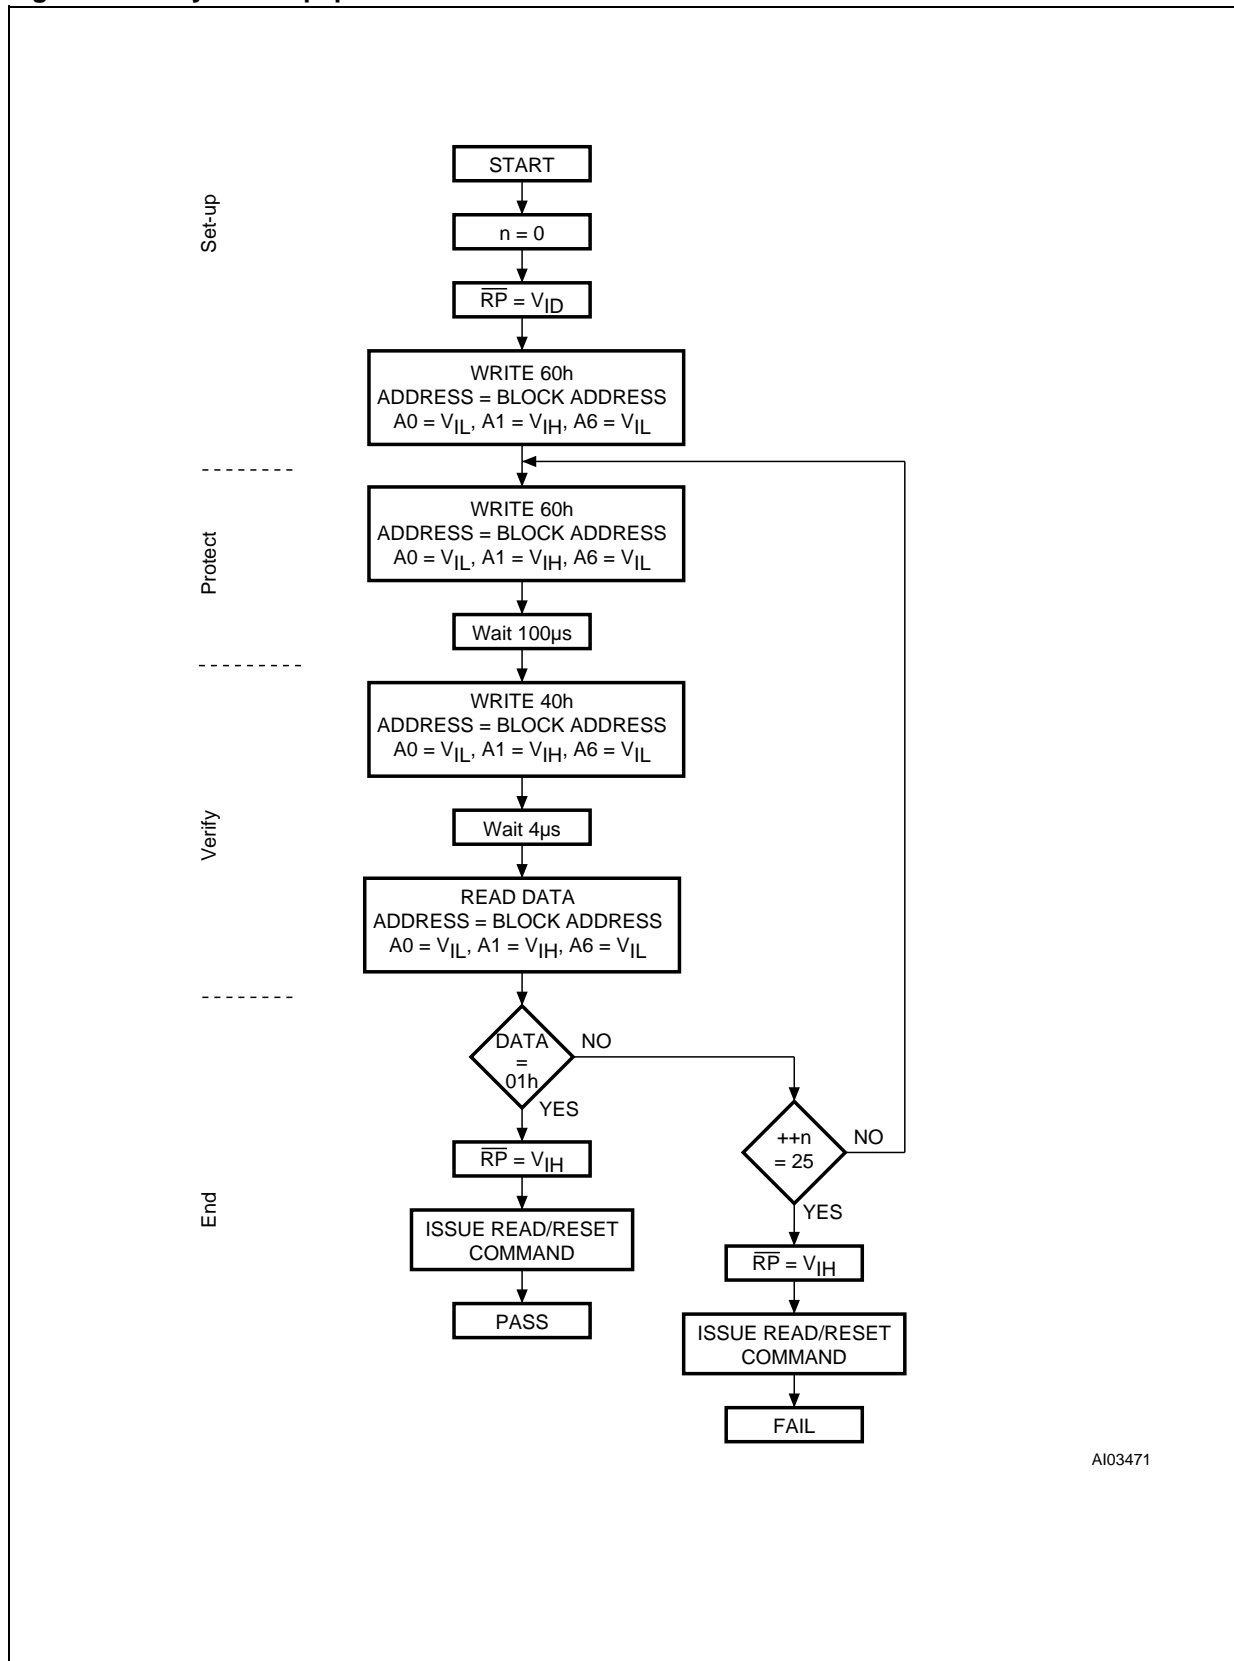 START
Set-up
n = 0
R̅P̅ = VID
WRITE 60h
ADDRESS = BLOCK ADDRESS
A0 = VIL, A1 = VIH, A6 = VIL
Protect
WRITE 60h
ADDRESS = BLOCK ADDRESS
A0 = VIL, A1 = VIH, A6 = VIL
Wait 100µs
WRITE 40h
ADDRESS = BLOCK ADDRESS
A0 = VIL, A1 = VIH, A6 = VIL
Verify
Wait 4µs
READ DATA
ADDRESS = BLOCK ADDRESS
A0 = VIL, A1 = VIH, A6 = VIL
DATA
=
01h
NO
YES
++n
= 25
NO
YES
End
R̅P̅ = VIH
ISSUE READ/RESET
COMMAND
PASS
R̅P̅ = VIH
ISSUE READ/RESET
COMMAND
FAIL
AI03471